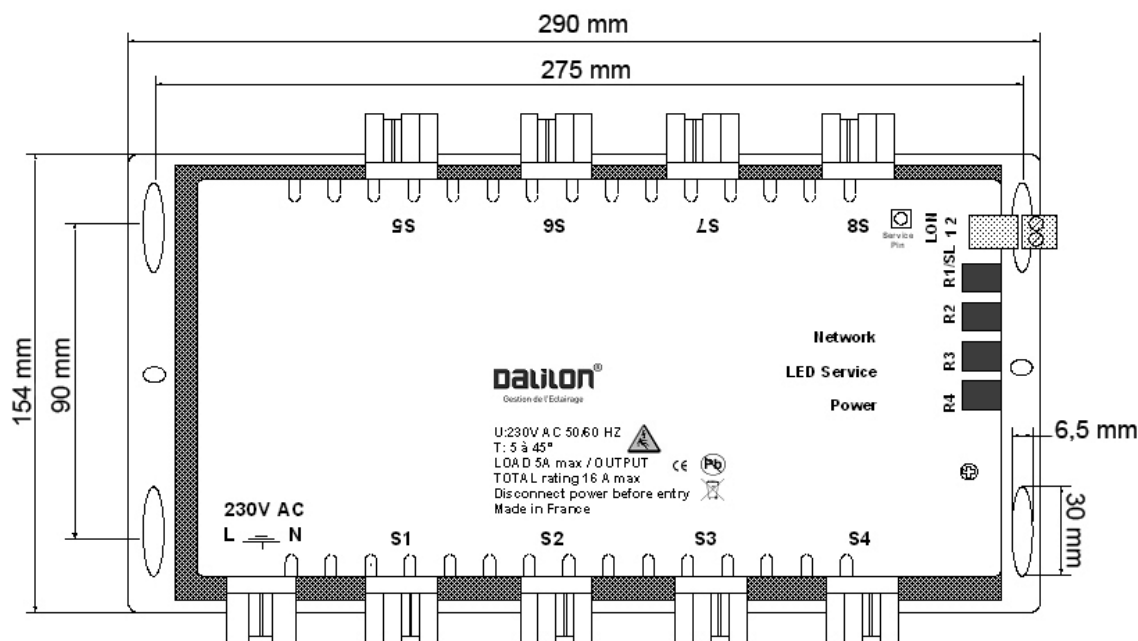 290 mm
275 mm
S5 S6 S7 S8
Service
Pin
LON
1 2
R1/SL
R2
R3
R4
154 mm
90 mm
Network
LED Service
Power
DALILON®
Gestion de l'Eclairage
U:230V AC 50/60 HZ
T: 5 à 45°
LOAD 5A max / OUTPUT
TOTAL rating 16 A max
Disconnect power before entry
Made in France
CE Pb
6,5 mm
30 mm
230V AC
L N
S1 S2 S3 S4